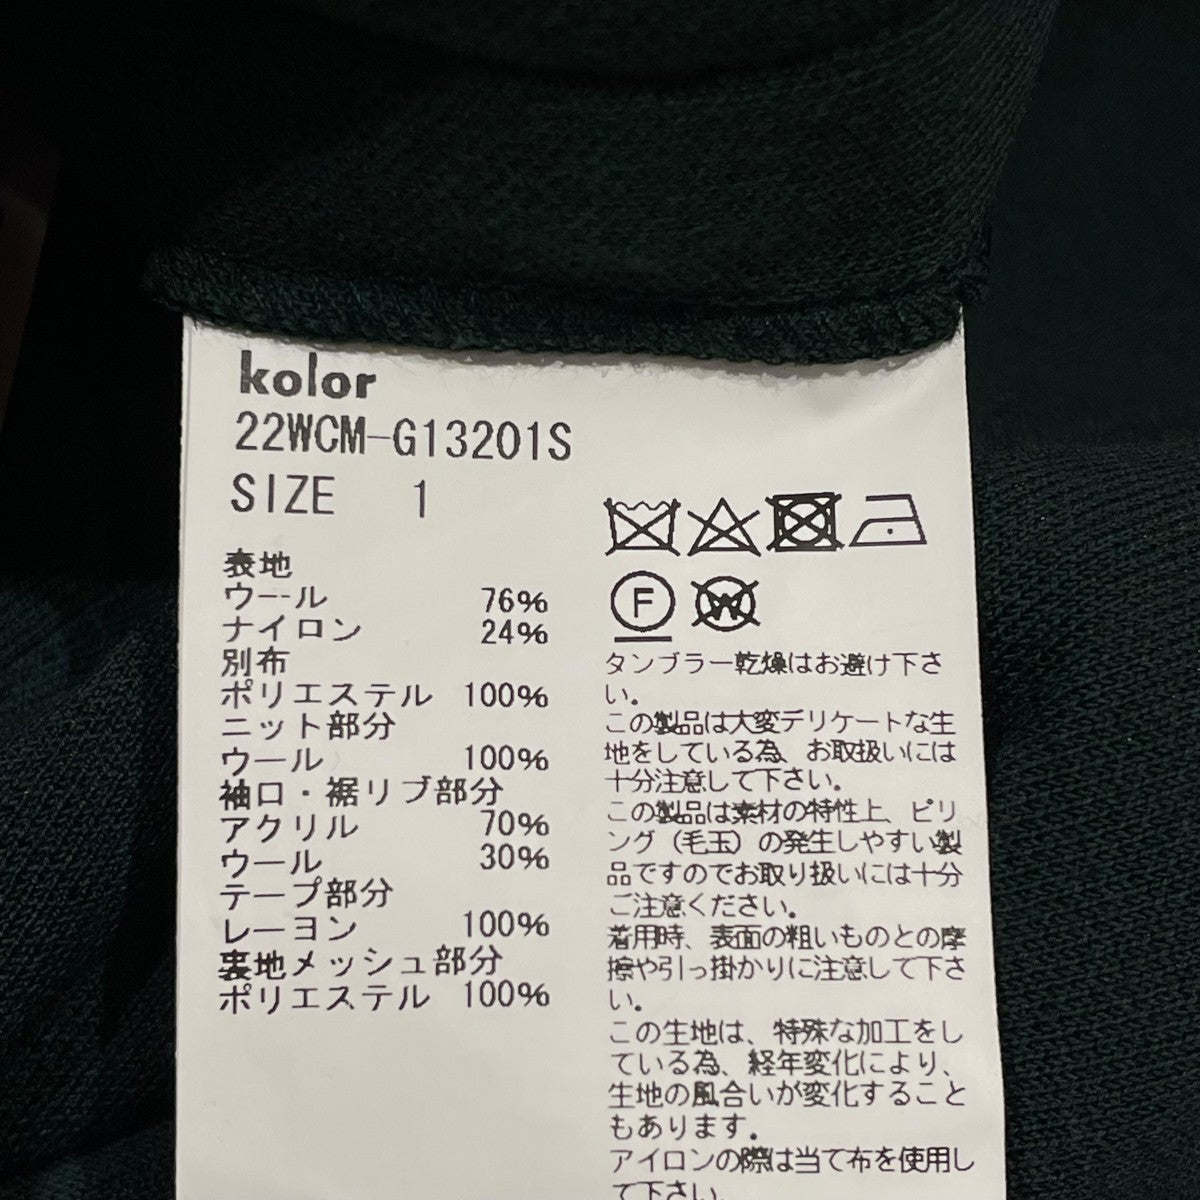 kolor
22WCM-G13201S
SIZE 1
表地
ウール 76%
ナイロン 24%
別布
ポリエステル 100%
ニット部分
ウール 100%
袖口・裾リブ部分
アクリル 70%
ウール 30%
テープ部分
レーヨン 100%
裏地メッシュ部分
ポリエステル 100%
F
W
タンブラー乾燥はお避け下さ
い。
この製品は大変デリケートな生
地をしている為、お取扱いには
十分注意して下さい。
この製品は素材の特性上、ピリ
ング（毛玉）の発生しやすい製
品ですのでお取り扱いには十分
ご注意ください。
着用時、表面の粗いものとの摩
擦や引っ掛かりに注意して下さ
い。
この生地は、特殊な加工をし
ている為、経年変化により、
生地の風合いが変化すること
もあります。
アイロンの際は当て布を使用し
て下さい。